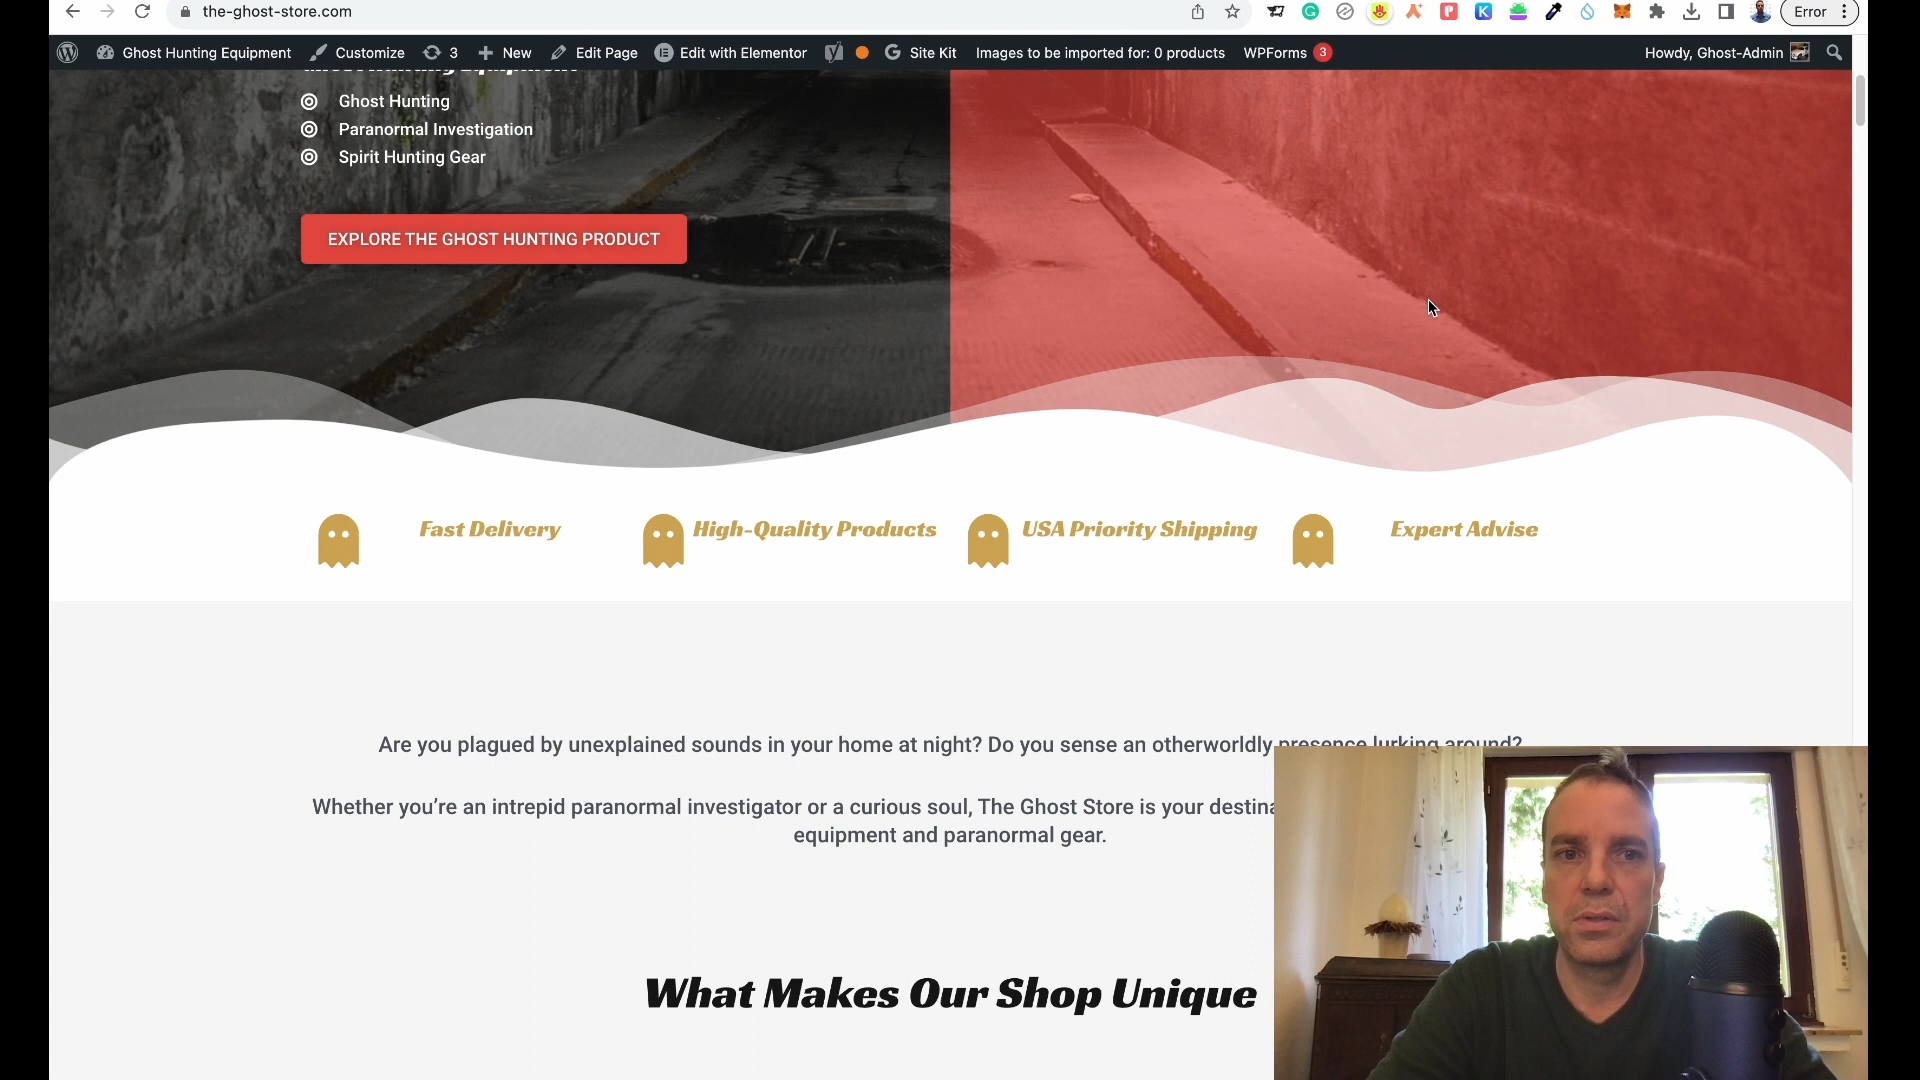 the-ghost-store.com
Error
Ghost Hunting Equipment Customize 3 New Edit Page Edit with Elementor Site Kit Images to be imported for: 0 products WPForms 3 Howdy, Ghost-Admin
Ghost Hunting
Paranormal Investigation
Spirit Hunting Gear
EXPLORE THE GHOST HUNTING PRODUCT
Fast Delivery High-Quality Products USA Priority Shipping Expert Advise
Are you plagued by unexplained sounds in your home at night? Do you sense an otherworldly presence lurking around?
Whether you’re an intrepid paranormal investigator or a curious soul, The Ghost Store is your
equipment and paranormal gear.
What Makes Our Shop Unique